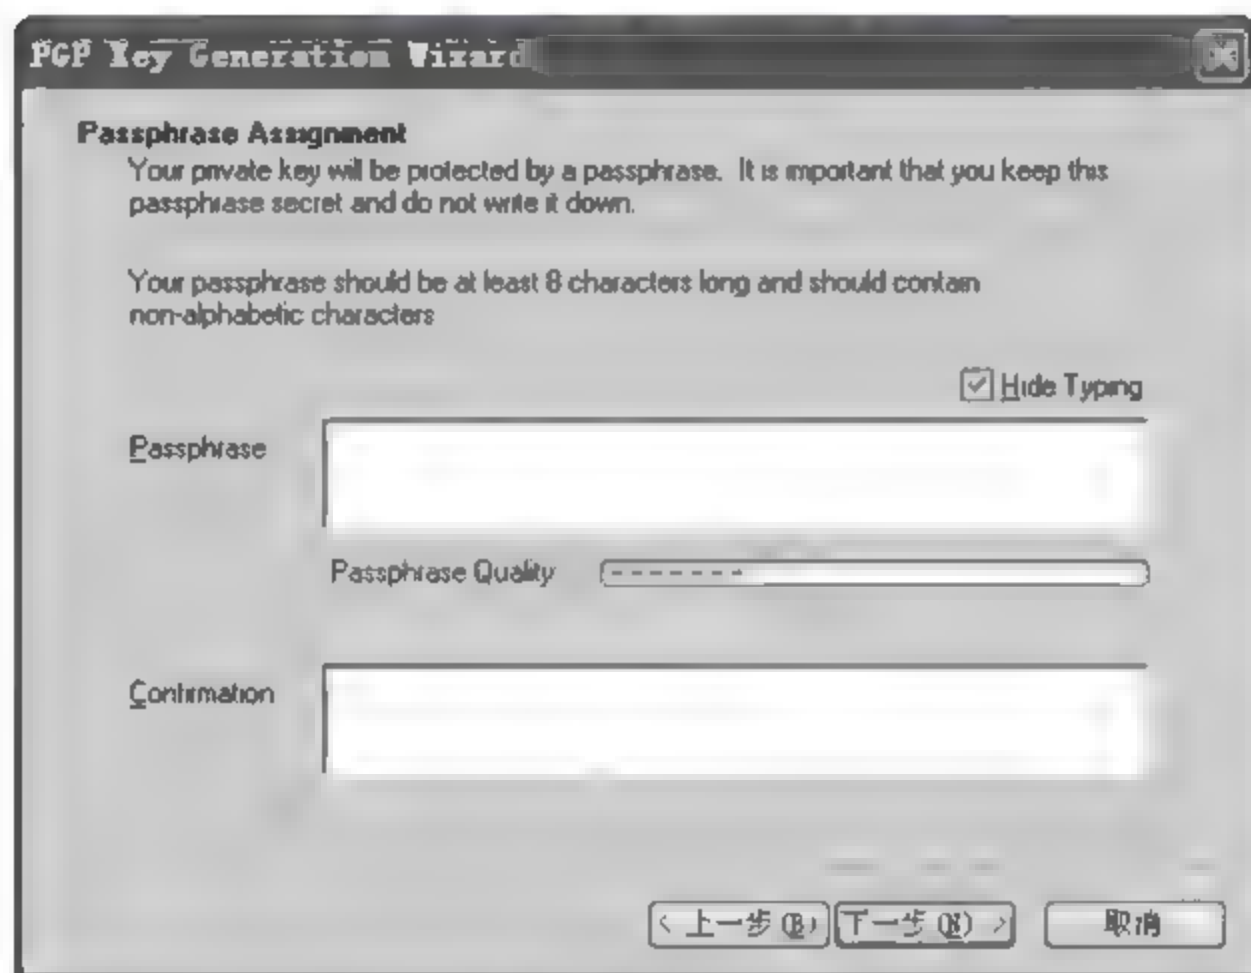 PGP Key Generation Wizard
Passphrase Assignment
Your private key will be protected by a passphrase. It is important that you keep this
passphrase secret and do not write it down.
Your passphrase should be at least 8 characters long and should contain
non-alphabetic characters
Hide Typing
Passphrase
Passphrase Quality
Confirmation
< 上一步(B)
下一步(N) >
取消